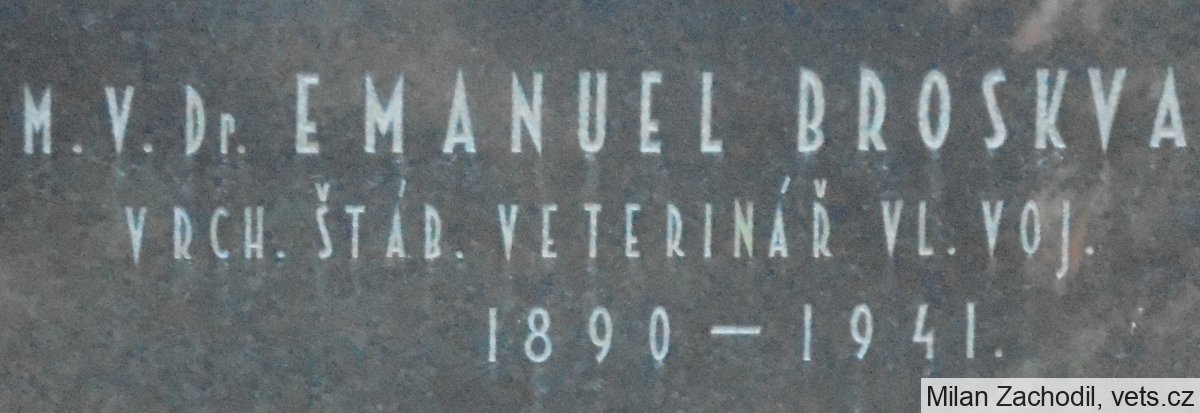 M.V.Dr. EMANUEL BROSKVA
VRCH. ŠTÁB. VETERINÁŘ VL. VOJ.
1890 – 1941.
Milan Zachodil, vets.cz